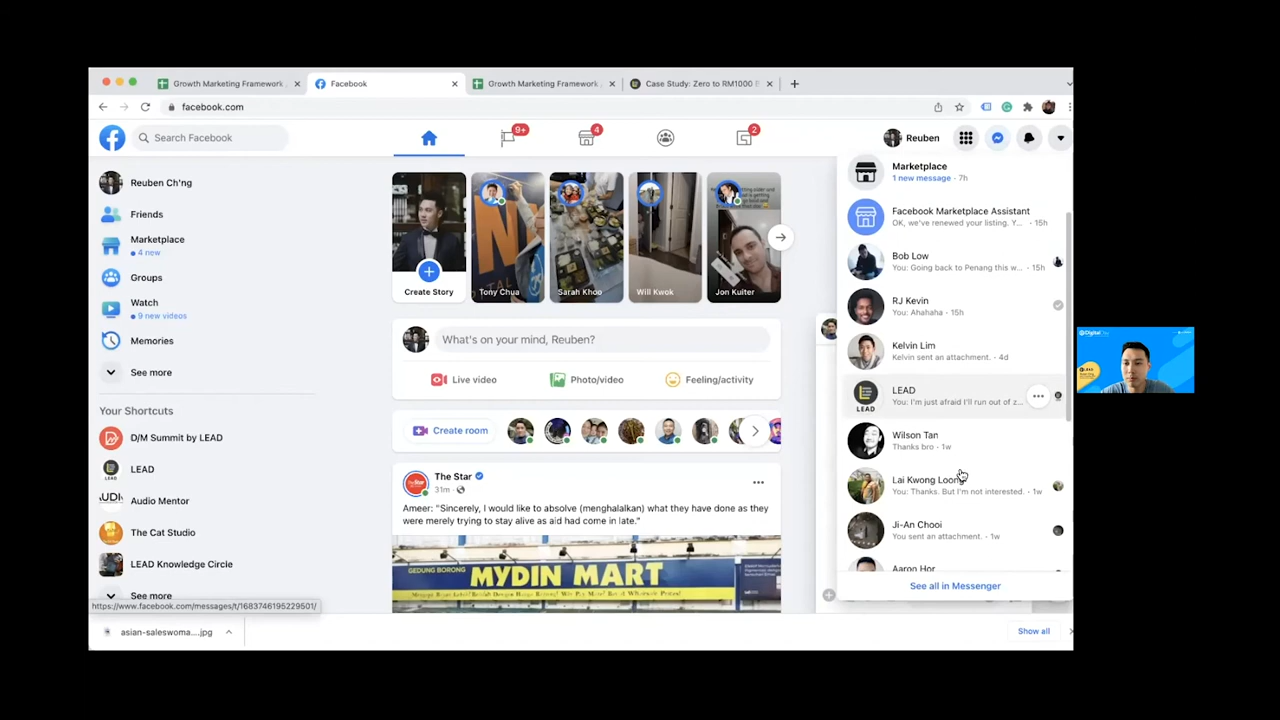 Growth Marketing Framework
Facebook
Growth Marketing Framework
Case Study: Zero to RM1000
facebook.com
Search Facebook
9+
4
2
Reuben
Reuben Ch'ng
Friends
Marketplace
4 new
Groups
Watch
9 new videos
Memories
See more
Your Shortcuts
D/M Summit by LEAD
LEAD
Audio Mentor
The Cat Studio
LEAD Knowledge Circle
See more
https://www.facebook.com/messages/t/1683746195229501/
Create Story
Tony Chua
Sarah Khoo
Will Kwok
Jon Kuiter
What's on your mind, Reuben?
Live video
Photo/video
Feeling/activity
Create room
The Star
31m
Ameer: “Sincerely, I would like to absolve (menghalalkan) what they have done as they
were merely trying to stay alive as aid had come in late.”
GEDUNG BORONG
MYDIN MART
Marketplace
1 new message · 7h
Facebook Marketplace Assistant
OK, we've renewed your listing. Y... · 15h
Bob Low
You: Going back to Penang this w... · 15h
RJ Kevin
You: Ahahaha · 15h
Kelvin Lim
Kelvin sent an attachment. · 4d
LEAD
LEAD
You: I'm just afraid I'll run out of z...
Wilson Tan
Thanks bro · 1w
Lai Kwong Loong
You: Thanks. But I'm not interested. · 1w
Ji-An Chooi
You sent an attachment. · 1w
Aaron Hor
See all in Messenger
asian-saleswoma....jpg
Show all